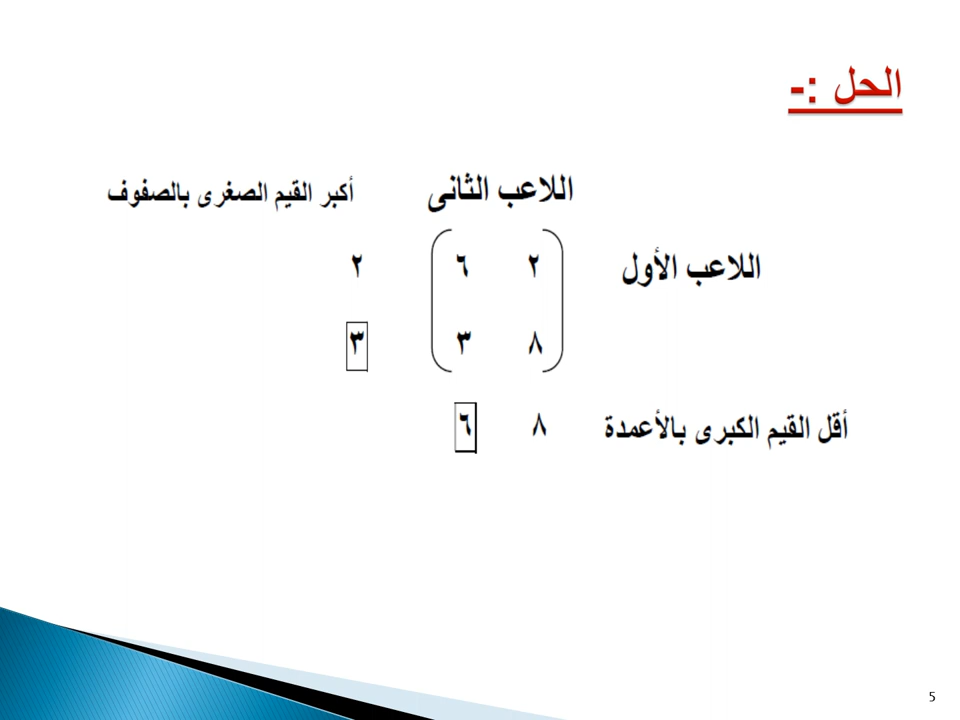 الحل :-
اللاعب الثانى أكبر القيم الصغرى بالصفوف
اللاعب الأول ٢ ٦ ٢
٨ ٣ ٣
أقل القيم الكبرى بالأعمدة ٨ ٦
5